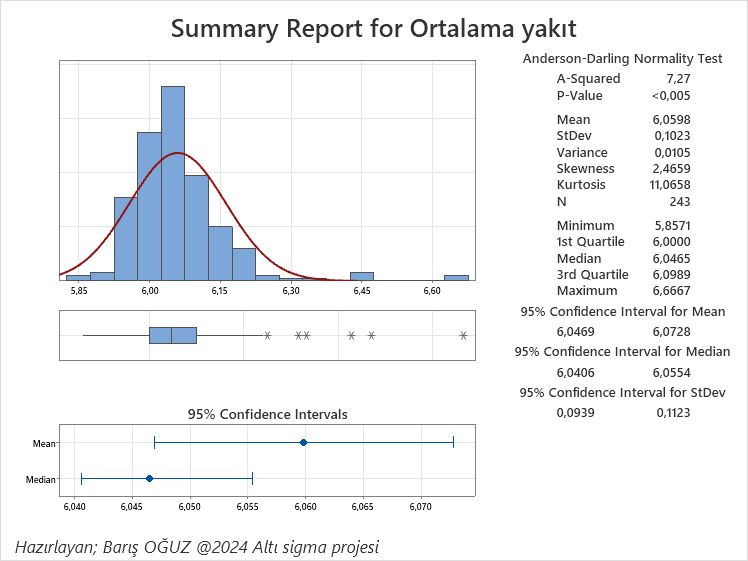 Summary Report for Ortalama yakıt
Anderson-Darling Normality Test
A-Squared 7,27
P-Value <0,005
Mean 6,0598
StDev 0,1023
Variance 0,0105
Skewness 2,4659
Kurtosis 11,0658
N 243
Minimum 5,8571
1st Quartile 6,0000
Median 6,0465
3rd Quartile 6,0989
Maximum 6,6667
95% Confidence Interval for Mean
6,0469 6,0728
95% Confidence Interval for Median
6,0406 6,0554
95% Confidence Interval for StDev
0,0939 0,1123
5,85 6,00 6,15 6,30 6,45 6,60
95% Confidence Intervals
Mean
Median
6,040 6,045 6,050 6,055 6,060 6,065 6,070
Hazırlayan; Barış OĞUZ @2024 Altı sigma projesi